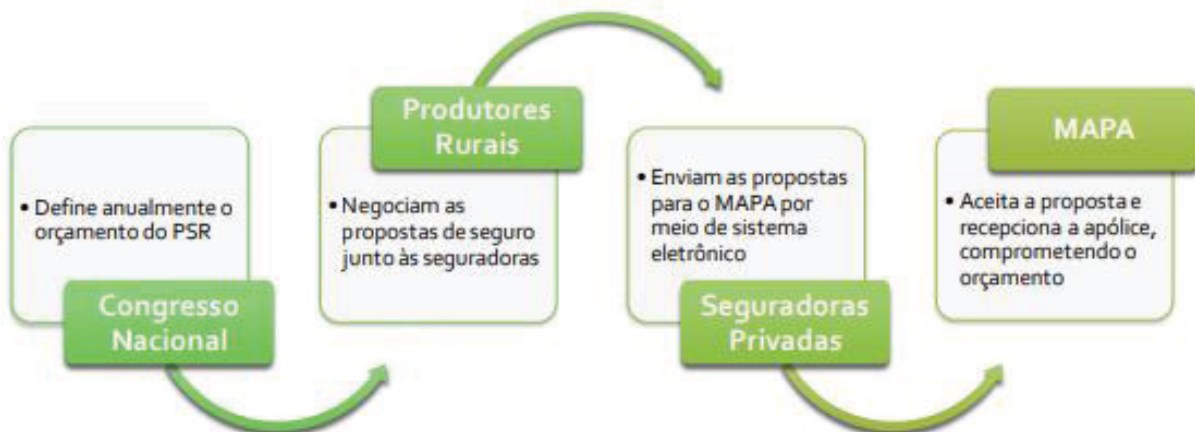 • Define anualmente o
orçamento do PSR
Congresso
Nacional
Produtores
Rurais
• Negociam as
propostas de seguro
junto às seguradoras
• Enviam as propostas
para o MAPA por
meio de sistema
eletrônico
Seguradoras
Privadas
MAPA
• Aceita a proposta e
recepciona a apólice,
comprometendo o
orçamento